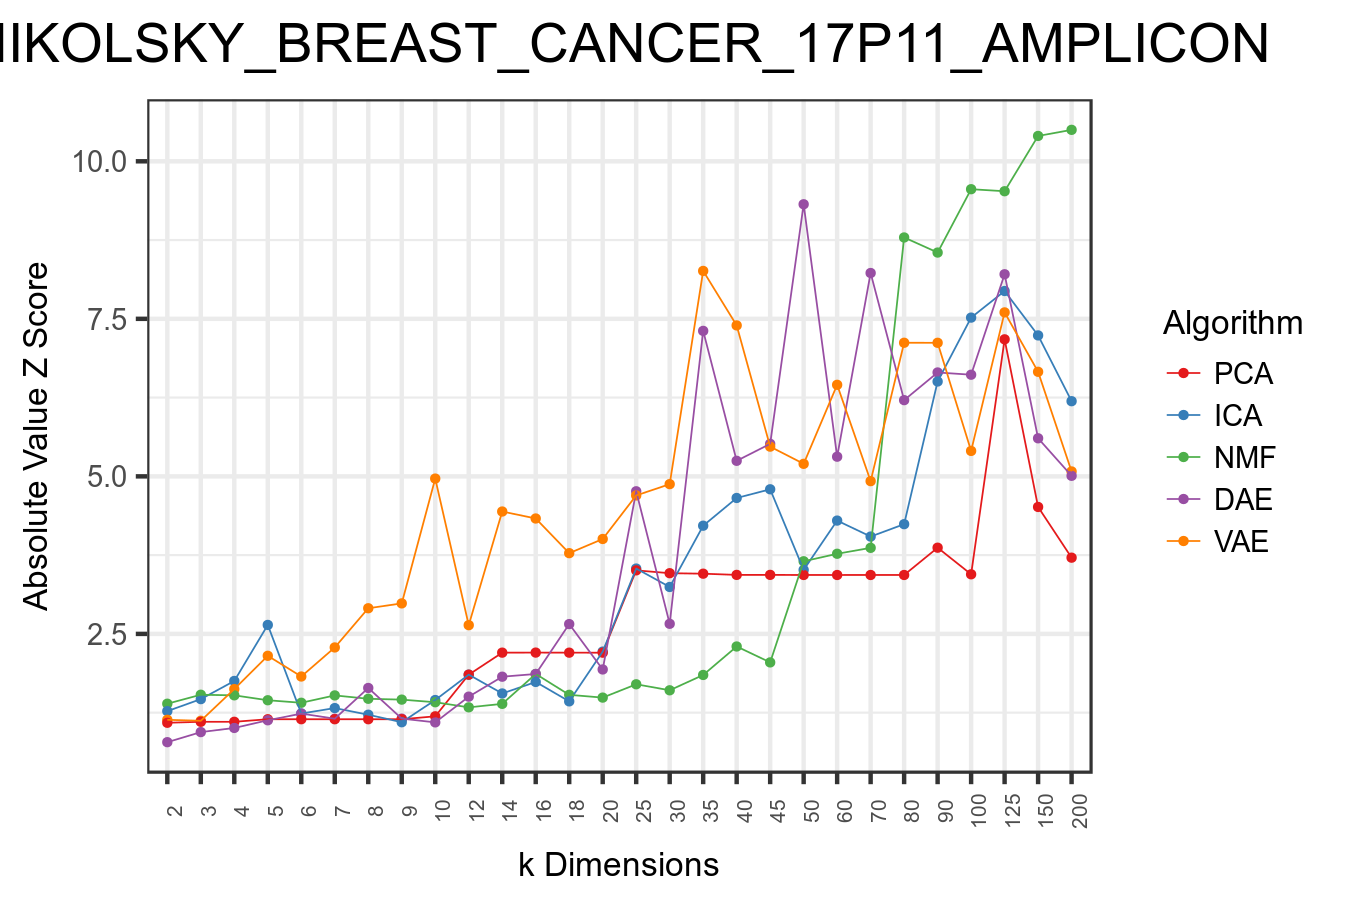 IIKOLSKY_BREAST_CANCER_17P11_AMPLICON
Absolute Value Z Score
10.0
7.5
5.0
2.5
2 3 4 5 6 7 8 9 10 12 14 16 18 20 25 30 35 40 45 50 60 70 80 90 100 125 150 200
k Dimensions
Algorithm
PCA
ICA
NMF
DAE
VAE